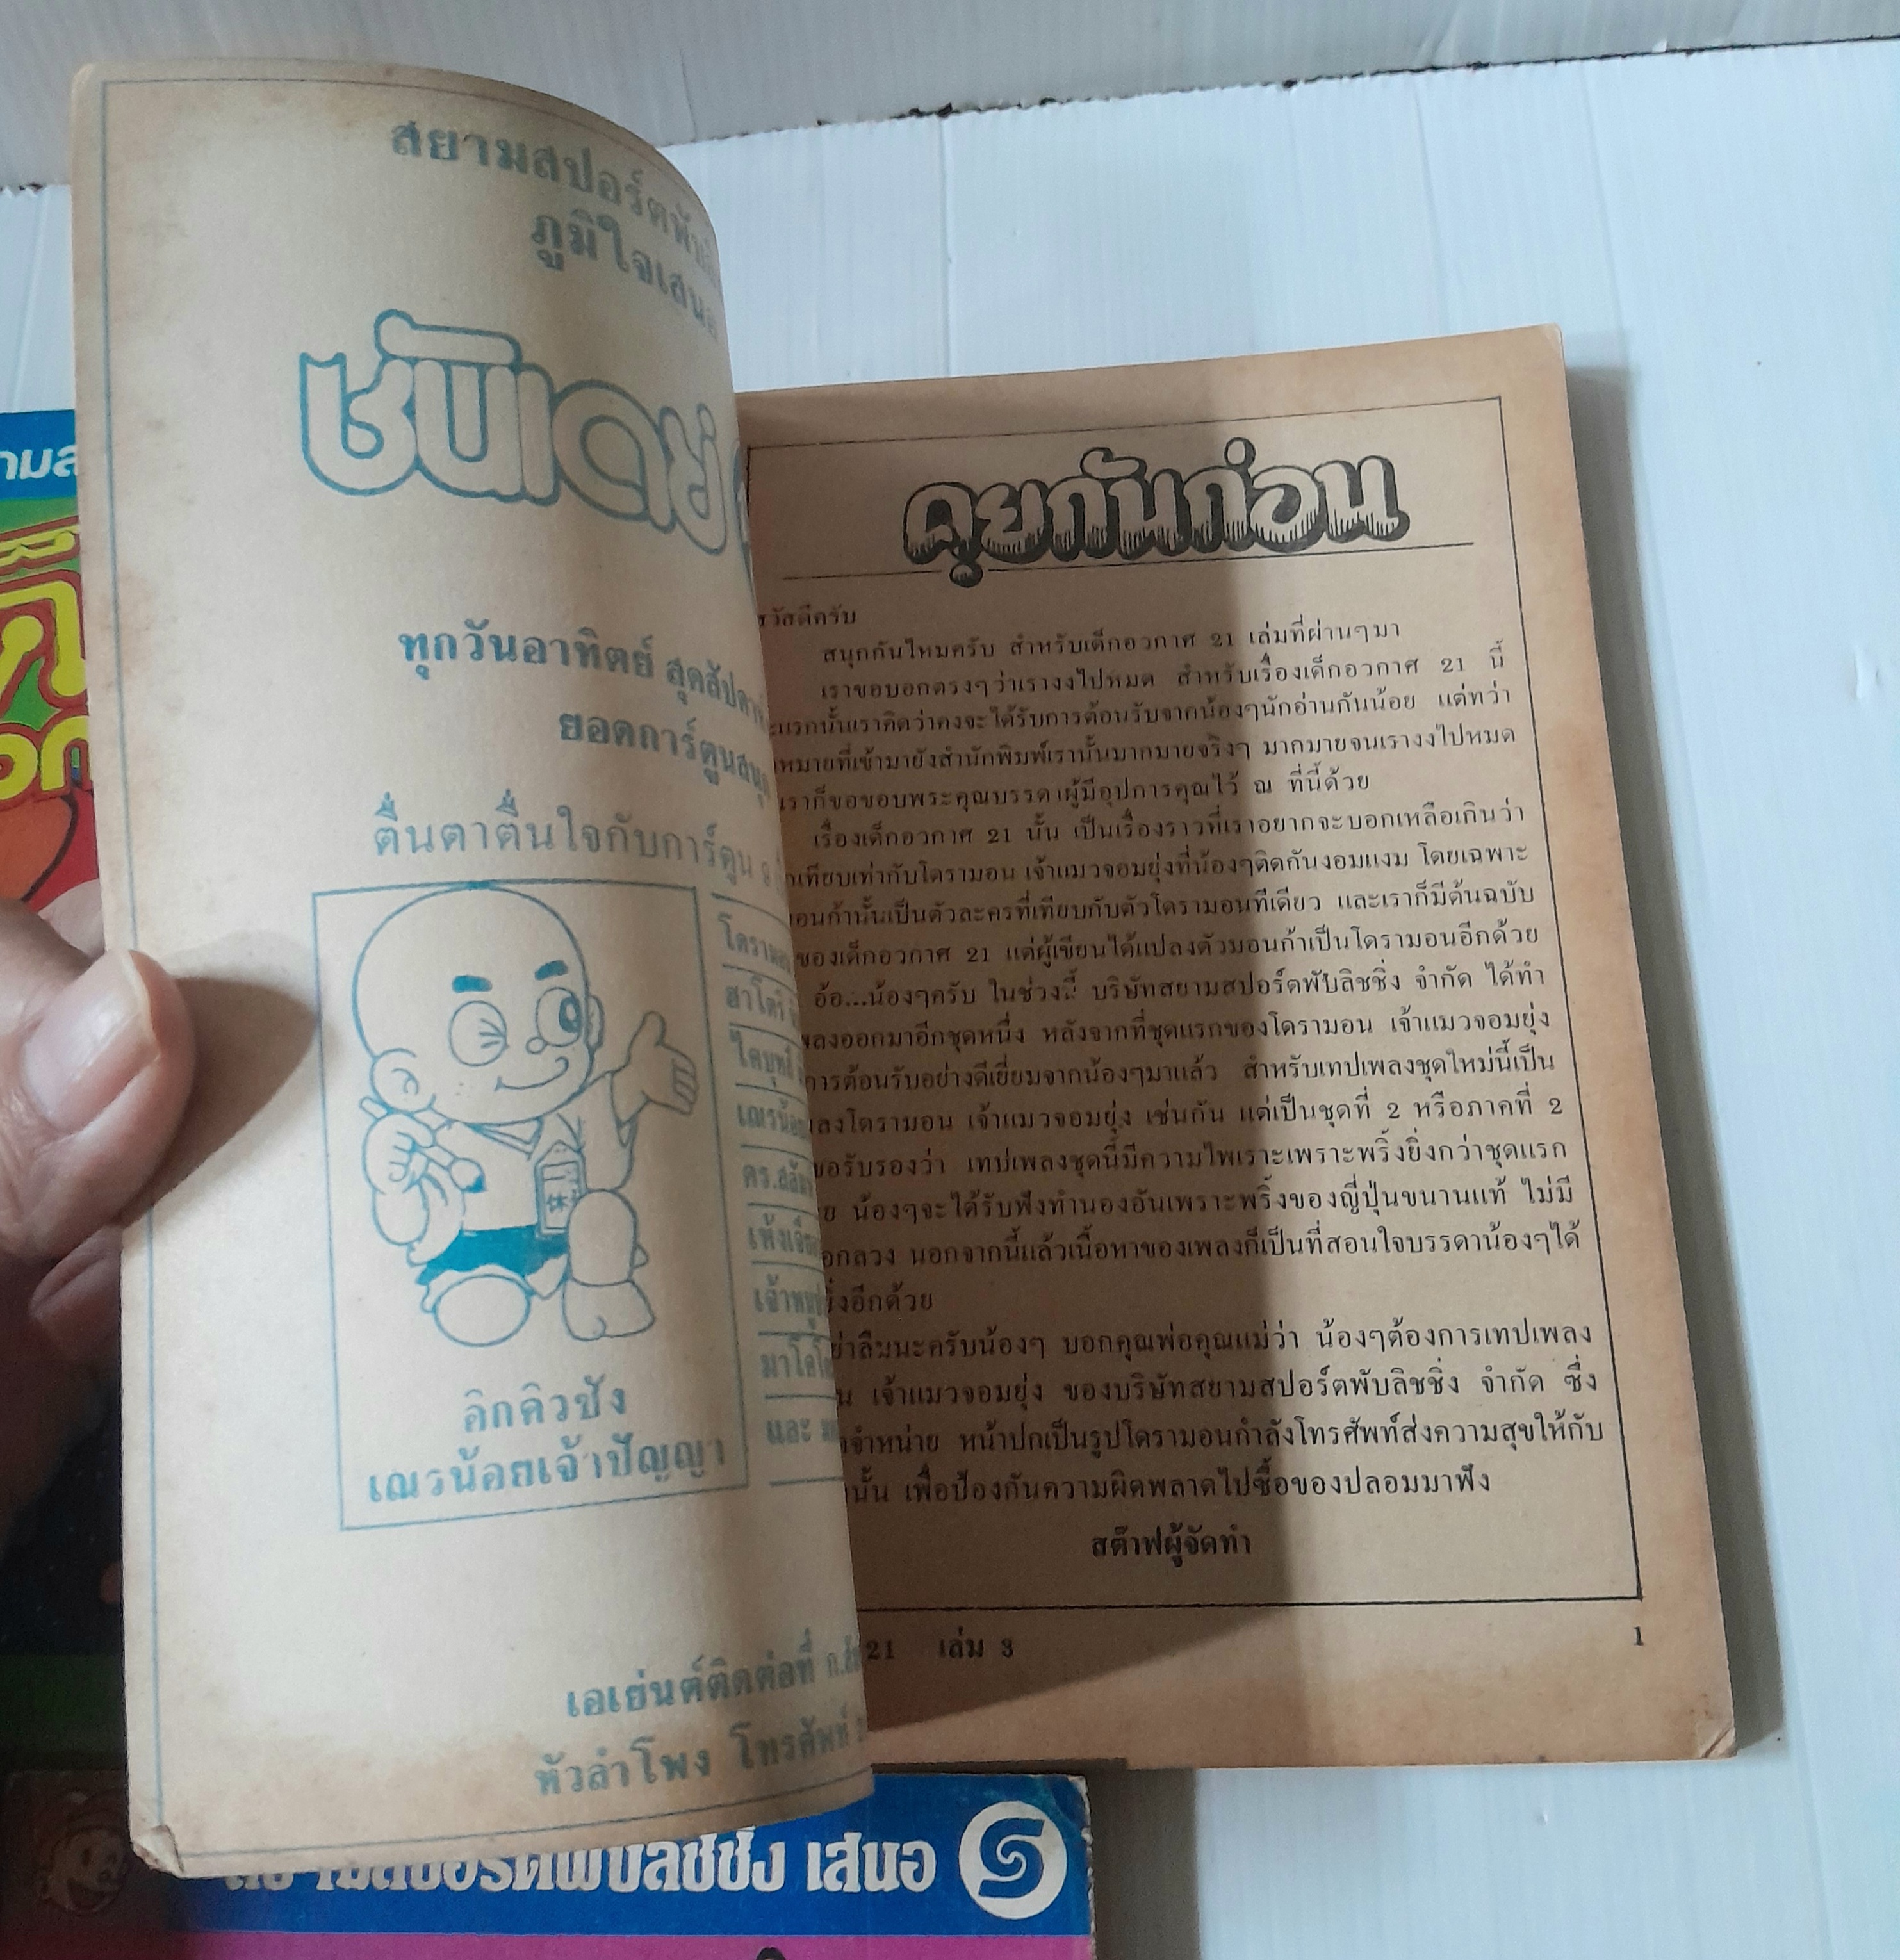 สยามสปอร์ตพับ
ภูมิใจเสนอ
ซันเดย์
ทุกวันอาทิตย์ สุดสัปดาห์
ยอดการ์ตูนสนุก
ตื่นตาตื่นใจกับการ์ตูน 9
โดรามอน
ฮาโตริ
ไดบุทสึ
เณรน้อย
ดร.สลัมป์
เห้งเจีย
เจ้าหนู
มาโคโ
และ
อิกคิวปัง
เณรน้อยเจ้าปัญญา
เอเย่นต์ติดต่อที่
หัวลำโพง โทรศัพท์
คุยกันก่อน
สวัสดีครับ
สนุกกันไหมครับ สำหรับเด็กอวกาศ 21 เล่มที่ผ่านๆมา
เราขอบอกตรงๆว่าเรางงไปหมด สำหรับเรื่องเด็กอวกาศ 21 นี้
ะแรกนั้นเราคิดว่าคงจะได้รับการต้อนรับจากน้องๆนักอ่านกันน้อย แต่ทว่า
หมายที่เข้ามายังสำนักพิมพ์เรานั้นมากมายจริงๆ มากมายจนเรางงไปหมด
เราก็ขอขอบพระคุณบรรดาผู้มีอุปการคุณไว้ ณ ที่นี้ด้วย
เรื่องเด็กอวกาศ 21 นั้น เป็นเรื่องราวที่เราอยากจะบอกเหลือเกินว่า
กเทียบเท่ากับโดรามอน เจ้าแมวจอมยุ่งที่น้องๆติดกันงอมแงม โดยเฉพาะ
อนก้านั้นเป็นตัวละครที่เทียบกับตัวโดรามอนทีเดียว และเราก็มีต้นฉบับ
ของเด็กอวกาศ 21 แต่ผู้เขียนได้แปลงตัวมอนก้าเป็นโดรามอนอีกด้วย
อ้อ...น้องๆครับ ในช่วงนี้ บริษัทสยามสปอร์ตพับลิชชิ่ง จำกัด ได้ทำ
พลงออกมาอีกชุดหนึ่ง หลังจากที่ชุดแรกของโดรามอน เจ้าแมวจอมยุ่ง
การต้อนรับอย่างดีเยี่ยมจากน้องๆมาแล้ว สำหรับเทปเพลงชุดใหม่นี้เป็น
ลงโดรามอน เจ้าแมวจอมยุ่ง เช่นกัน แต่เป็นชุดที่ 2 หรือภาคที่ 2
ขอรับรองว่า เทปเพลงชุดนี้มีความไพเราะเพราะพริ้งยิ่งกว่าชุดแรก
ย น้องๆจะได้รับฟังทำนองอันเพราะพริ้งของญี่ปุ่นขนานแท้ ไม่มี
อกลวง นอกจากนี้แล้วเนื้อหาของเพลงก็เป็นที่สอนใจบรรดาน้องๆได้
งอีกด้วย
ย่าลืมนะครับน้องๆ บอกคุณพ่อคุณแม่ว่า น้องๆต้องการเทปเพลง
น เจ้าแมวจอมยุ่ง ของบริษัทสยามสปอร์ตพับลิชชิ่ง จำกัด ซึ่ง
จำหน่าย หน้าปกเป็นรูปโดรามอนกำลังโทรศัพท์ส่งความสุขให้กับ
นั้น เพื่อป้องกันความผิดพลาดไปซื้อของปลอมมาฟัง
สต๊าฟผู้จัดทำ
21 เล่ม 3
1
สยามสปอร์ตพับลิชชิ่ง เสนอ